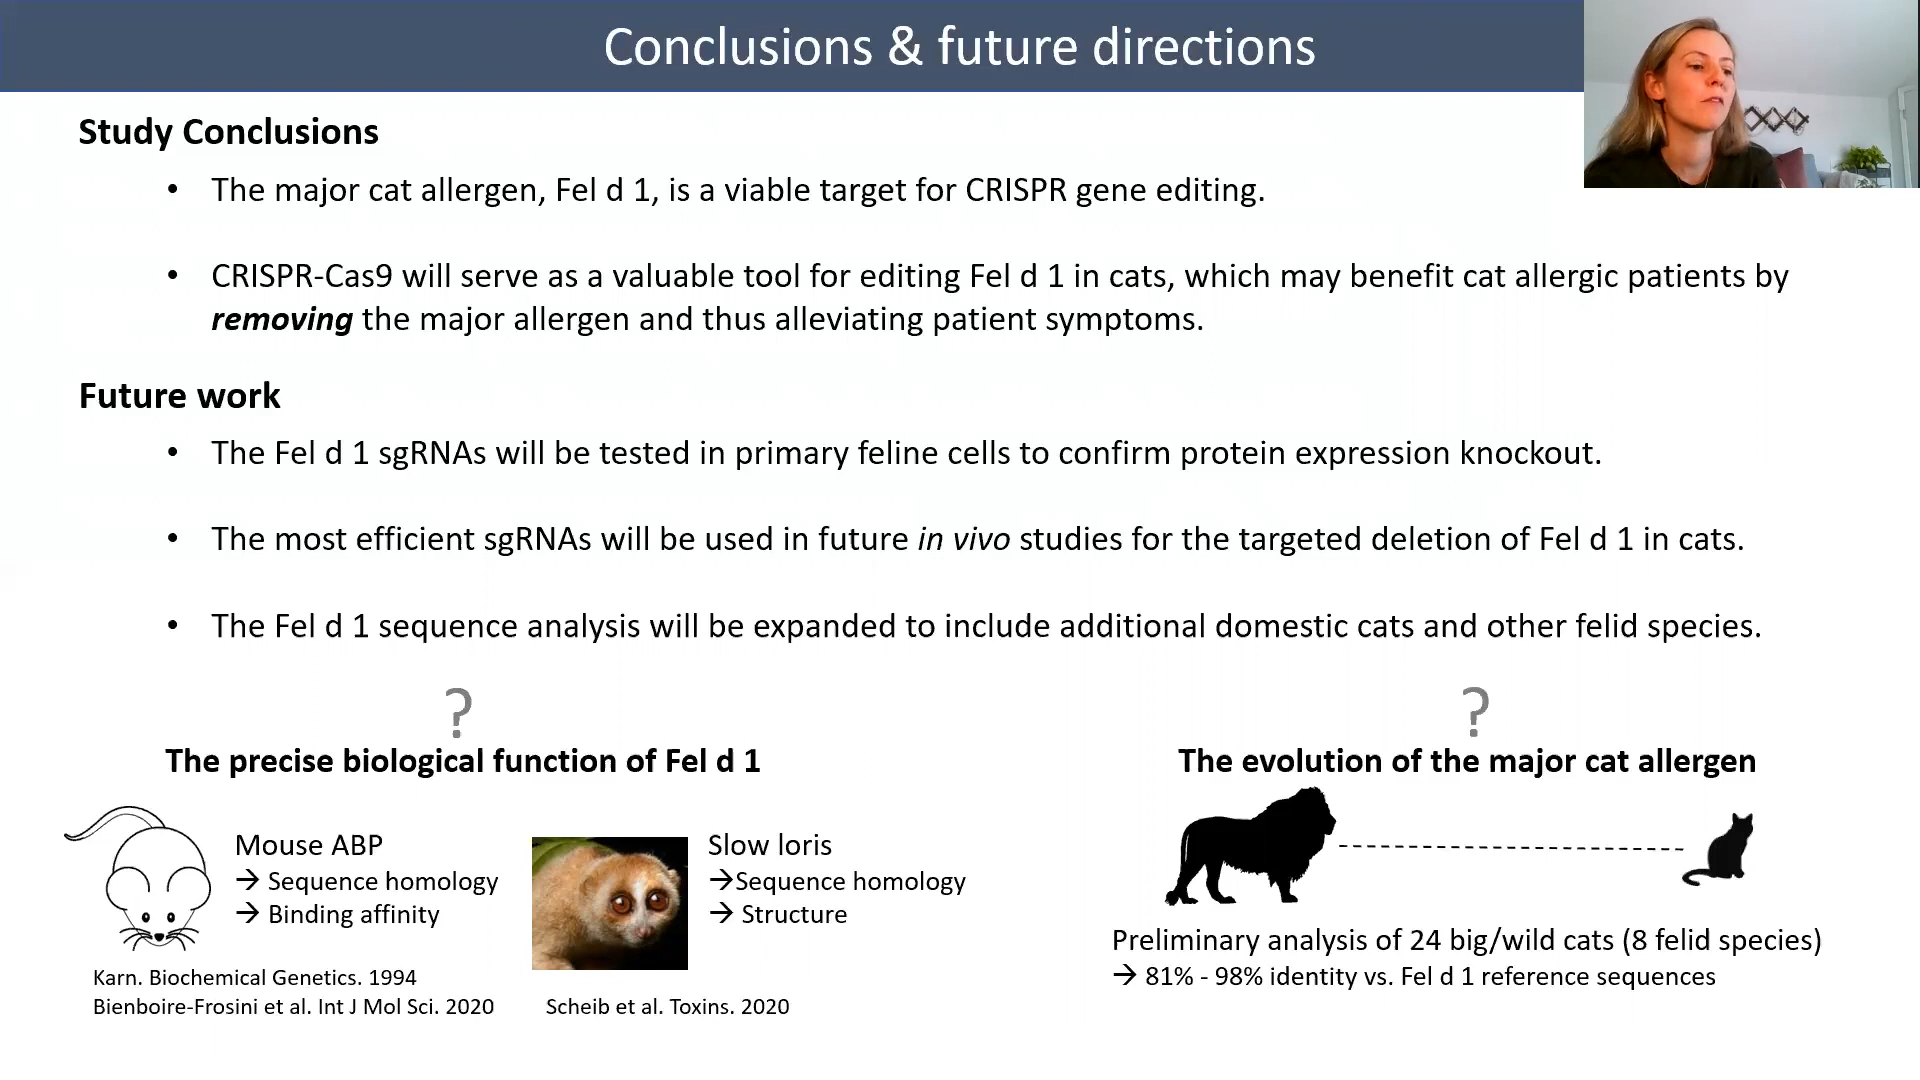 Conclusions & future directions
Study Conclusions
• The major cat allergen, Fel d 1, is a viable target for CRISPR gene editing.
• CRISPR-Cas9 will serve as a valuable tool for editing Fel d 1 in cats, which may benefit cat allergic patients by
removing the major allergen and thus alleviating patient symptoms.
Future work
• The Fel d 1 sgRNAs will be tested in primary feline cells to confirm protein expression knockout.
• The most efficient sgRNAs will be used in future in vivo studies for the targeted deletion of Fel d 1 in cats.
• The Fel d 1 sequence analysis will be expanded to include additional domestic cats and other felid species.
?
The precise biological function of Fel d 1
Mouse ABP
→ Sequence homology
→ Binding affinity
Karn. Biochemical Genetics. 1994
Bienboire-Frosini et al. Int J Mol Sci. 2020
Slow loris
→Sequence homology
→ Structure
Scheib et al. Toxins. 2020
?
The evolution of the major cat allergen
Preliminary analysis of 24 big/wild cats (8 felid species)
→ 81% - 98% identity vs. Fel d 1 reference sequences